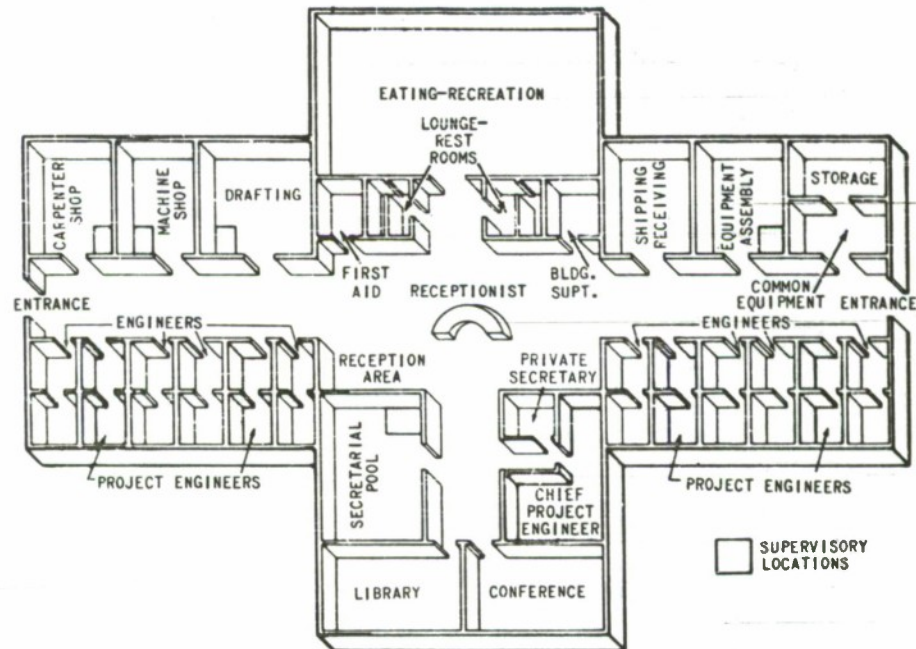 EATING-RECREATION
LOUNGE-
REST
ROOMS
CARPENTER
SHOP
MACHINE
SHOP
DRAFTING
SHIPPING
RECEIVING
EQUIPMENT
ASSEMBLY
STORAGE
FIRST
AID
RECEPTIONIST
BLDG.
SUPT.
COMMON
EQUIPMENT
ENTRANCE
ENTRANCE
ENGINEERS
ENGINEERS
RECEPTION
AREA
PRIVATE
SECRETARY
PROJECT ENGINEERS
SECRETARIAL
POOL
CHIEF
PROJECT
ENGINEER
PROJECT ENGINEERS
LIBRARY
CONFERENCE
SUPERVISORY
LOCATIONS